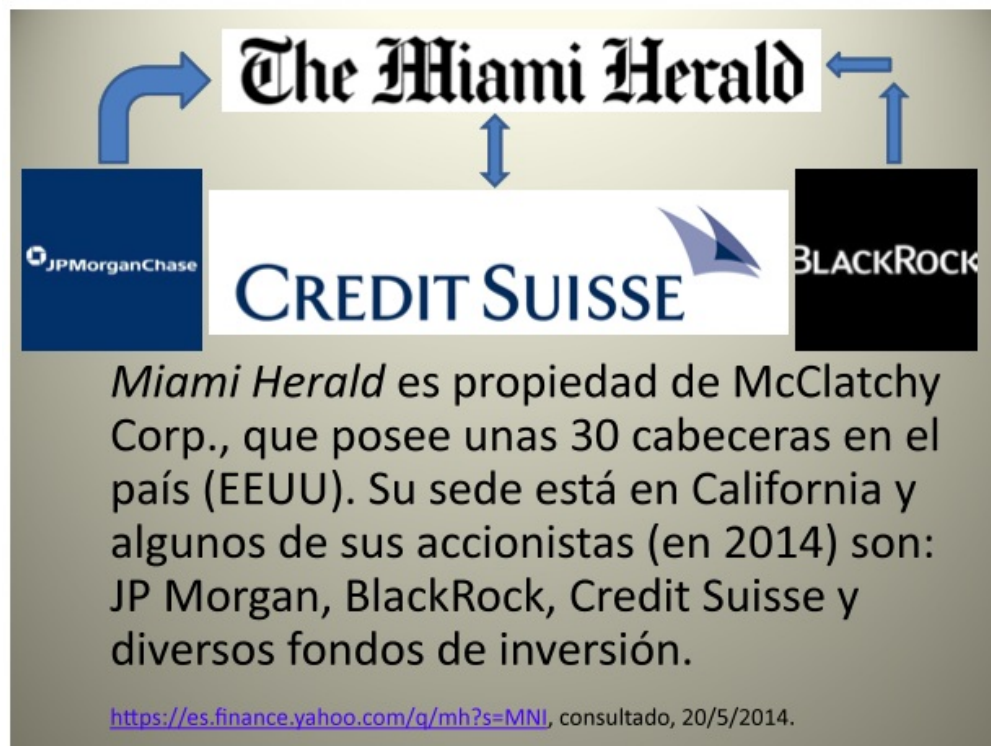 The Miami Herald
JPMorganChase
CREDIT SUISSE
BLACKROCK
Miami Herald es propiedad de McClatchy
Corp., que posee unas 30 cabeceras en el
país (EEUU). Su sede está en California y
algunos de sus accionistas (en 2014) son:
JP Morgan, BlackRock, Credit Suisse y
diversos fondos de inversión.
https://es.finance.yahoo.com/q/mh?s=MNI, consultado, 20/5/2014.